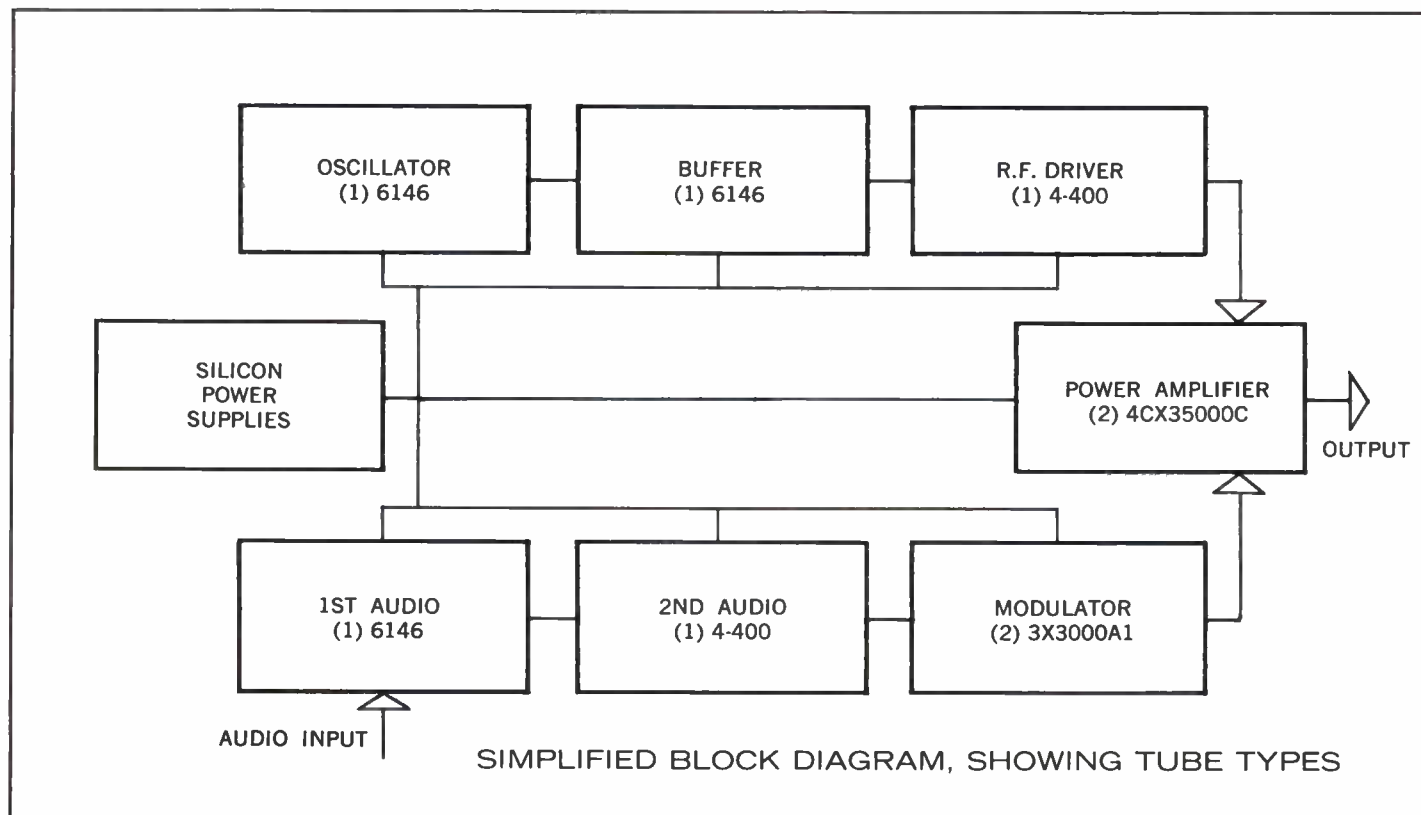 OSCILLATOR
(1) 6146
BUFFER
(1) 6146
R.F. DRIVER
(1) 4-400
SILICON
POWER
SUPPLIES
POWER AMPLIFIER
(2) 4CX35000C
OUTPUT
1ST AUDIO
(1) 6146
2ND AUDIO
(1) 4-400
MODULATOR
(2) 3X3000A1
AUDIO INPUT
SIMPLIFIED BLOCK DIAGRAM, SHOWING TUBE TYPES